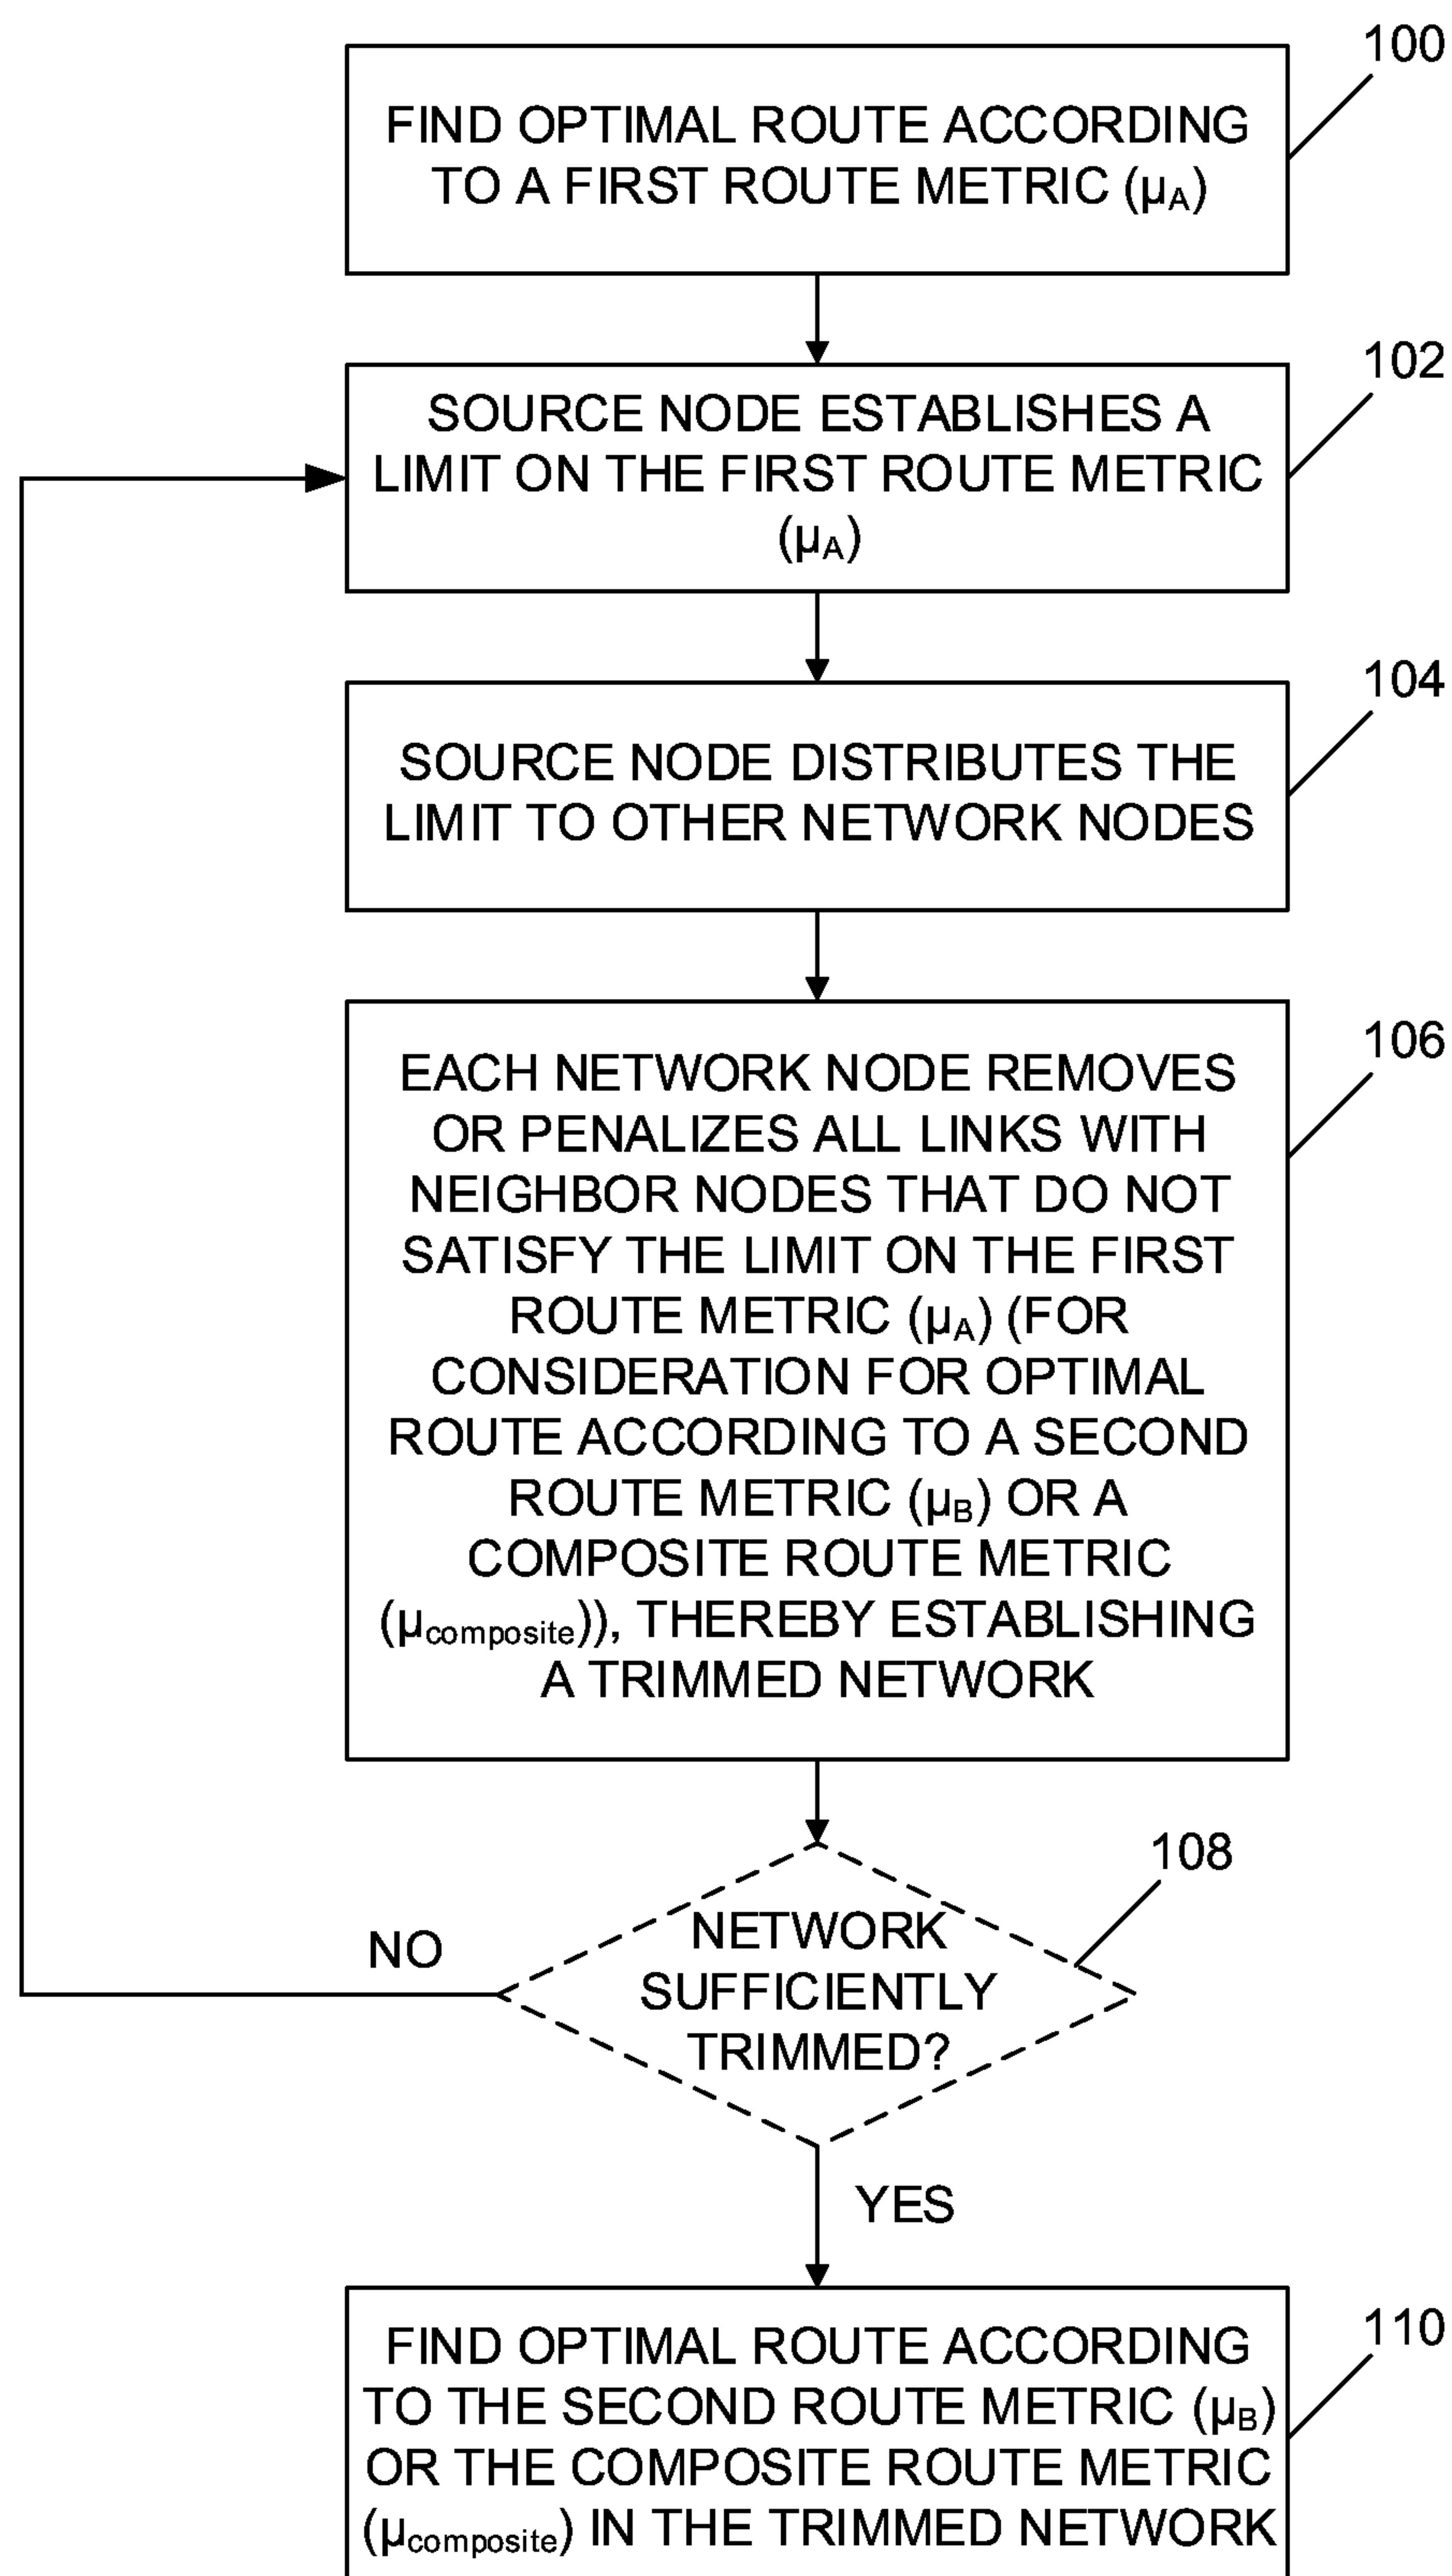 100
FIND OPTIMAL ROUTE ACCORDING
TO A FIRST ROUTE METRIC (μA)
102
SOURCE NODE ESTABLISHES A
LIMIT ON THE FIRST ROUTE METRIC
(μA)
104
SOURCE NODE DISTRIBUTES THE
LIMIT TO OTHER NETWORK NODES
106
EACH NETWORK NODE REMOVES
OR PENALIZES ALL LINKS WITH
NEIGHBOR NODES THAT DO NOT
SATISFY THE LIMIT ON THE FIRST
ROUTE METRIC (μA) (FOR
CONSIDERATION FOR OPTIMAL
ROUTE ACCORDING TO A SECOND
ROUTE METRIC (μB) OR A
COMPOSITE ROUTE METRIC
(μcomposite)), THEREBY ESTABLISHING
A TRIMMED NETWORK
108
NO
NETWORK
SUFFICIENTLY
TRIMMED?
YES
110
FIND OPTIMAL ROUTE ACCORDING
TO THE SECOND ROUTE METRIC (μB)
OR THE COMPOSITE ROUTE METRIC
(μcomposite) IN THE TRIMMED NETWORK